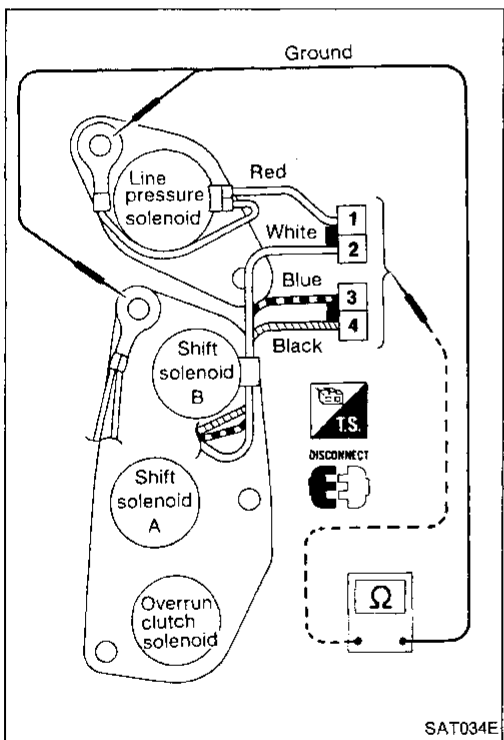 Ground
Line
pressure
solenoid
Red
1
White
2
Blue
3
4
Black
Shift
solenoid
B
T.S.
DISCONNECT
Shift
solenoid
A
Ω
Overrun
clutch
solenoid
SAT034E